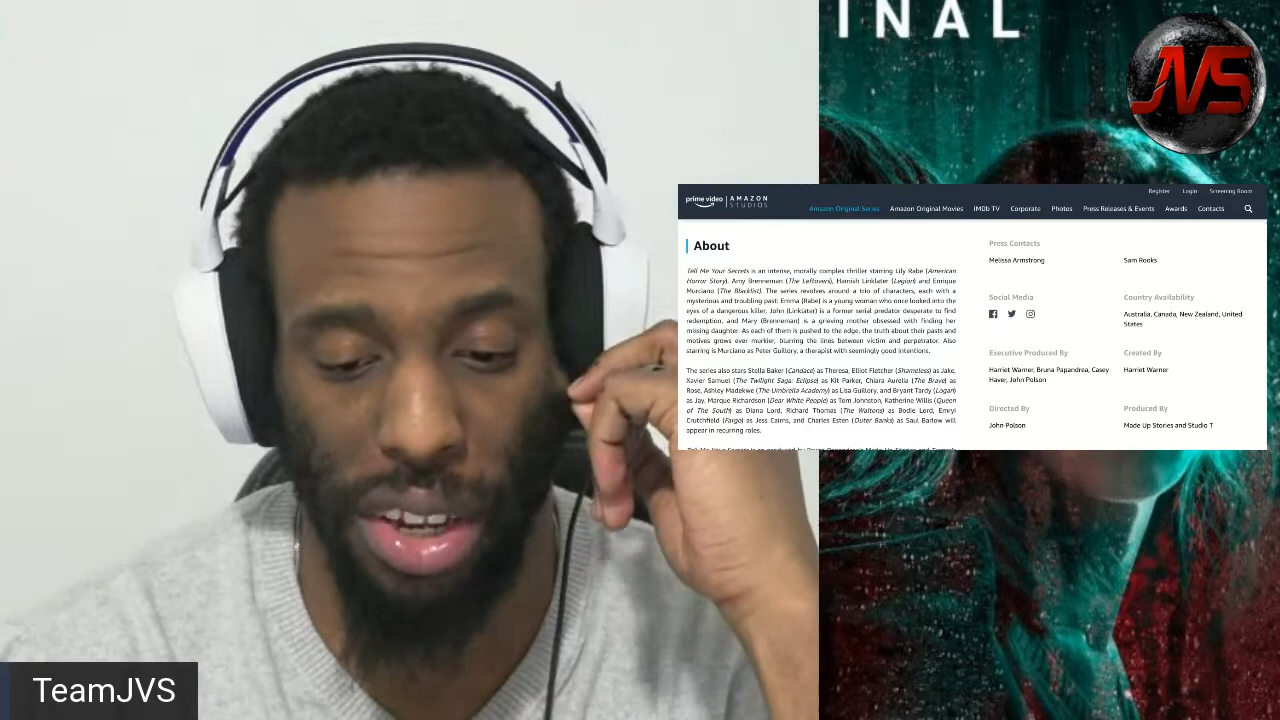 INAL
JVS
Register Login Screening Room
prime video | AMAZON STUDIOS
Amazon Original Series Amazon Original Movies IMDb TV Corporate Photos Press Releases & Events Awards Contacts
About
Tell Me Your Secrets is an intense, morally complex thriller starring Lily Rabe (American
Horror Story), Amy Brenneman (The Leftovers), Hamish Linklater (Legion) and Enrique
Murciano (The Blacklist). The series revolves around a trio of characters, each with a
mysterious and troubling past: Emma (Rabe) is a young woman who once looked into the
eyes of a dangerous killer, John (Linklater) is a former serial predator desperate to find
redemption, and Mary (Brenneman) is a grieving mother obsessed with finding her
missing daughter. As each of them is pushed to the edge, the truth about their pasts and
motives grows ever murkier, blurring the lines between victim and perpetrator. Also
starring is Murciano as Peter Guillory, a therapist with seemingly good intentions.
The series also stars Stella Baker (Candace) as Theresa, Elliot Fletcher (Shameless) as Jake,
Xavier Samuel (The Twilight Saga: Eclipse) as Kit Parker, Chiara Aurelia (The Brave) as
Rose, Ashley Madekwe (The Umbrella Academy) as Lisa Guillory, and Bryant Tardy (Logan)
as Jay. Marque Richardson (Dear White People) as Tom Johnston, Katherine Willis (Queen
of The South) as Diana Lord, Richard Thomas (The Waltons) as Bodie Lord, Emryi
Crutchfield (Fargo) as Jess Cairns, and Charles Esten (Outer Banks) as Saul Barlow will
appear in recurring roles.
Press Contacts
Melissa Armstrong Sam Rooks
Social Media Country Availability
Australia, Canada, New Zealand, United
States
Executive Produced By Created By
Harriet Warner, Bruna Papandrea, Casey Harriet Warner
Haver, John Polson
Directed By Produced By
John Polson Made Up Stories and Studio T
TeamJVS